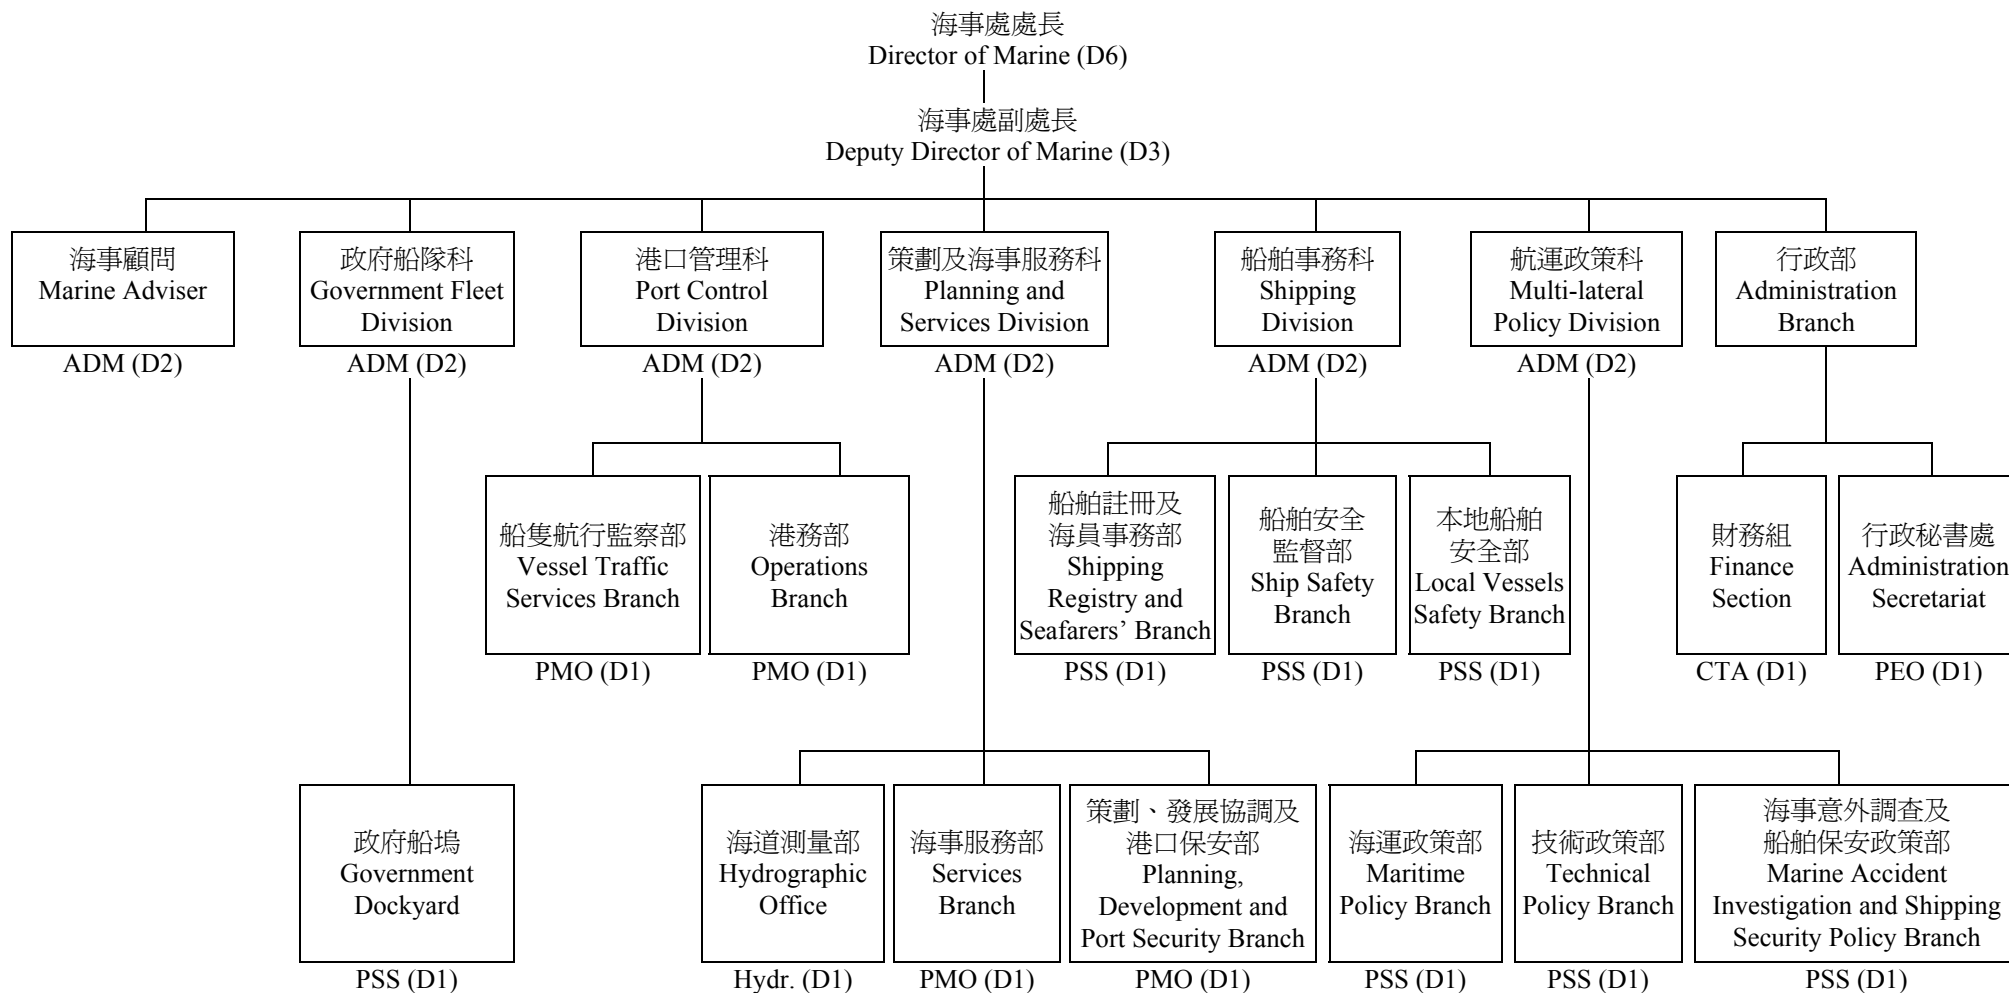 海事處處長
Director of Marine (D6)
海事處副處長
Deputy Director of Marine (D3)
海事顧問
Marine Adviser
ADM (D2)
政府船隊科
Government Fleet
Division
ADM (D2)
港口管理科
Port Control
Division
ADM (D2)
策劃及海事服務科
Planning and
Services Division
ADM (D2)
船舶事務科
Shipping
Division
ADM (D2)
航運政策科
Multi-lateral
Policy Division
ADM (D2)
行政部
Administration
Branch
船隻航行監察部
Vessel Traffic
Services Branch
PMO (D1)
港務部
Operations
Branch
PMO (D1)
船舶註冊及
海員事務部
Shipping
Registry and
Seafarers’ Branch
PSS (D1)
船舶安全
監督部
Ship Safety
Branch
PSS (D1)
本地船舶
安全部
Local Vessels
Safety Branch
PSS (D1)
財務組
Finance
Section
CTA (D1)
行政秘書處
Administration
Secretariat
PEO (D1)
政府船塢
Government
Dockyard
PSS (D1)
海道測量部
Hydrographic
Office
Hydr. (D1)
海事服務部
Services
Branch
PMO (D1)
策劃、發展協調及
港口保安部
Planning,
Development and
Port Security Branch
PMO (D1)
海運政策部
Maritime
Policy Branch
PSS (D1)
技術政策部
Technical
Policy Branch
PSS (D1)
海事意外調查及
船舶保安政策部
Marine Accident
Investigation and Shipping
Security Policy Branch
PSS (D1)